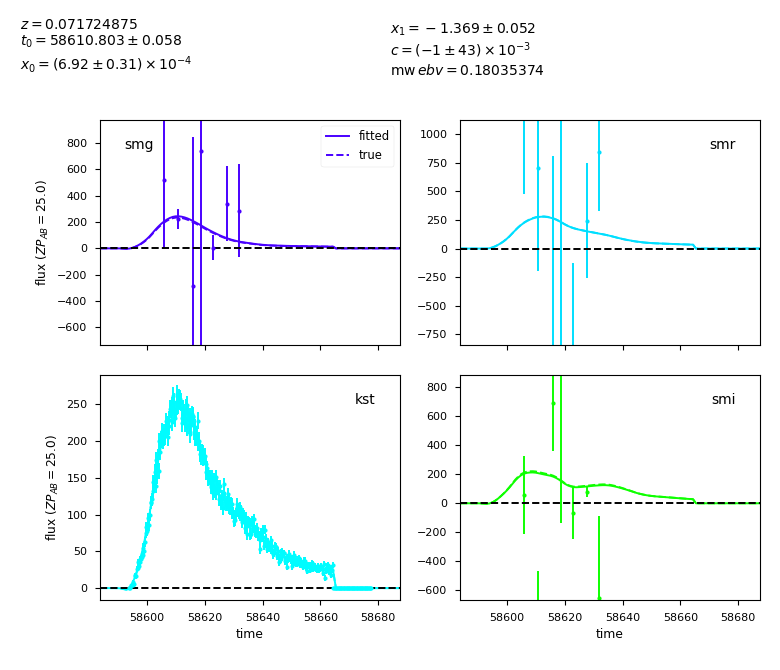 z = 0.071724875
t₀ = 58610.803 ± 0.058
x₀ = (6.92 ± 0.31) × 10⁻⁴
x₁ = −1.369 ± 0.052
c = (−1 ± 43) × 10⁻³
mw ebv = 0.18035374
smg
fitted
true
800
600
400
200
0
−200
−400
−600
flux (ZP_AB = 25.0)
smr
1000
750
500
250
0
−250
−500
−750
kst
250
200
150
100
50
0
flux (ZP_AB = 25.0)
58600 58620 58640 58660 58680
time
smi
800
600
400
200
0
−200
−400
−600
58600 58620 58640 58660 58680
time